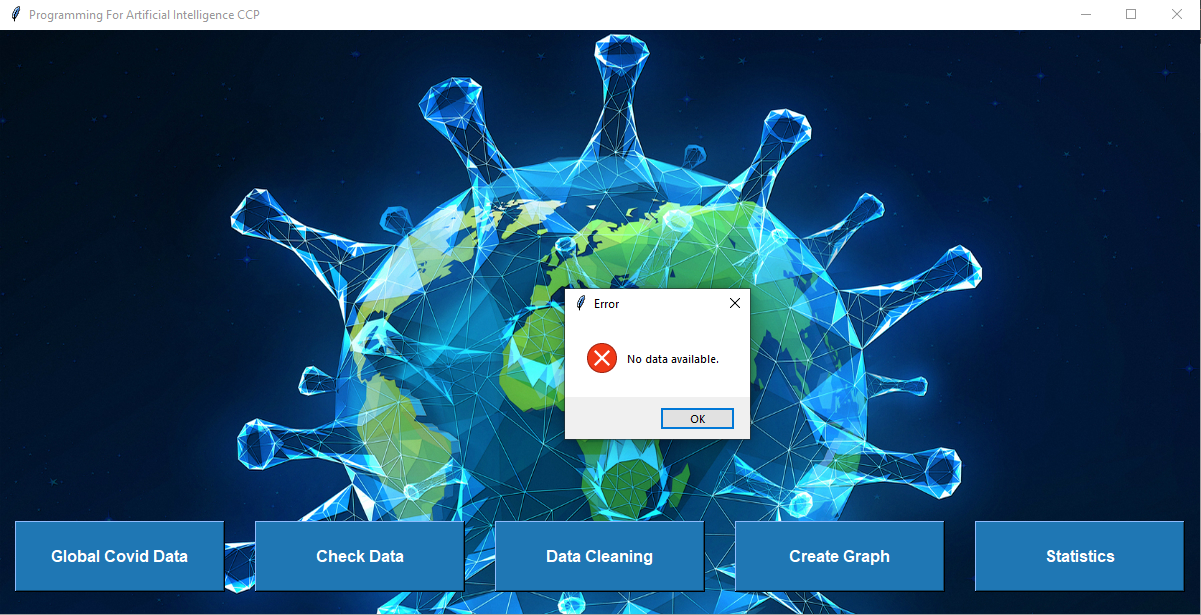 Programming For Artificial Intelligence CCP
Error
No data available.
OK
Global Covid Data
Check Data
Data Cleaning
Create Graph
Statistics